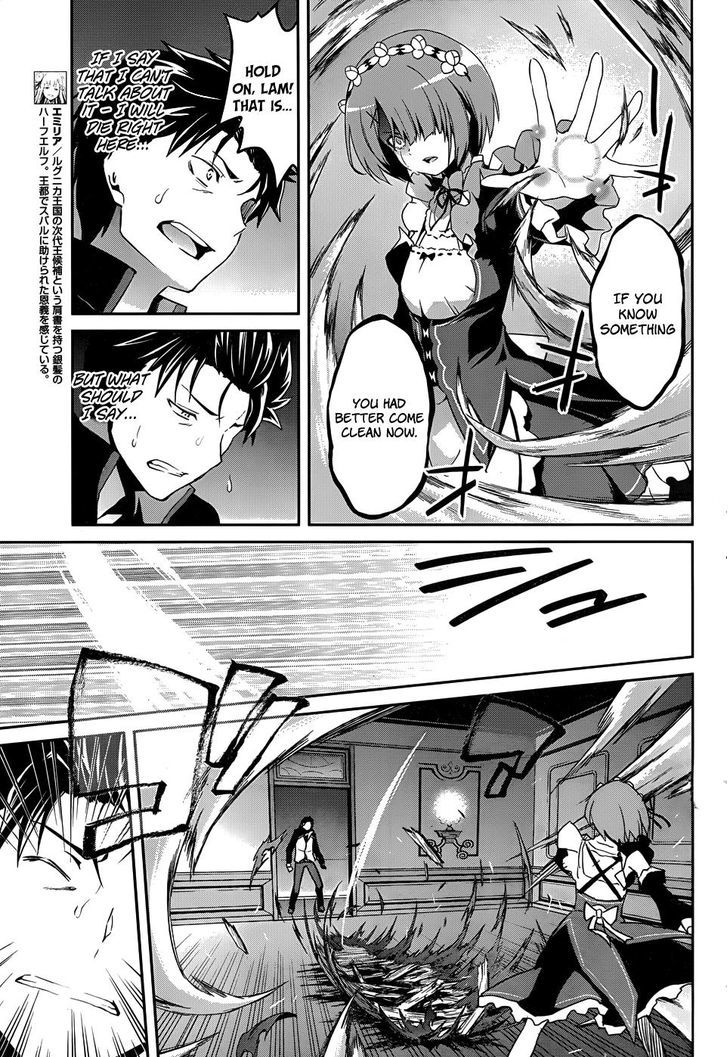 IF YOU
KNOW
SOMETHING
YOU HAD
BETTER COME
CLEAN NOW.
HOLD
ON, LAM!
THAT IS...
IF I SAY
THAT I CAN'T
TALK ABOUT
IT - I WILL
DIE RIGHT
HERE...
BUT WHAT
SHOULD
I SAY...
エミリア/ルグニカ王国の次代王候補という肩書を持つ銀髪の
ハーフエルフ。王都でスバルに助けられた恩義を感じている。